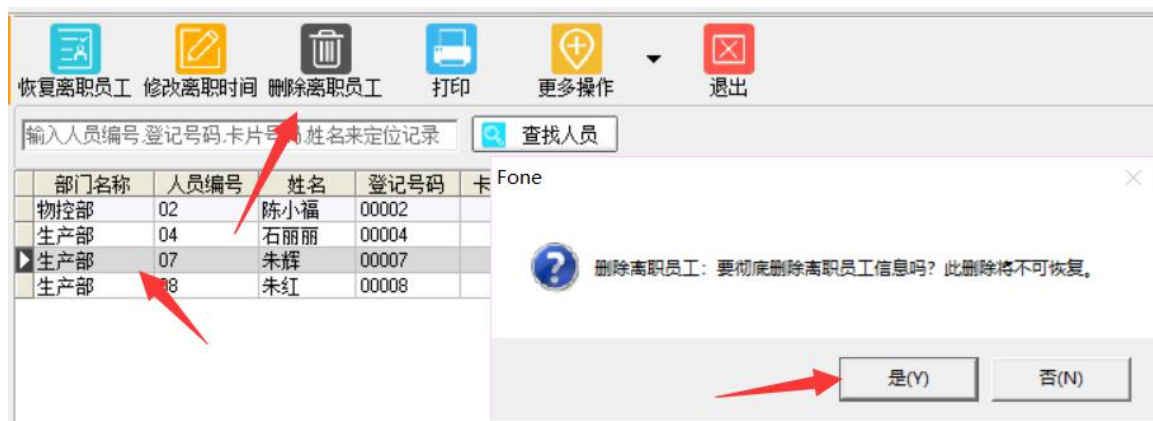 恢复离职员工 修改离职时间 删除离职员工 打印 更多操作 退出
输入人员编号,登记号码,卡片号码,姓名来定位记录 查找人员
部门名称 人员编号 姓名 登记号码 卡
物控部 02 陈小福 00002
生产部 04 石丽丽 00004
生产部 07 朱辉 00007
生产部 08 朱红 00008
Fone
删除离职员工：要彻底删除离职员工信息吗？此删除将不可恢复。
是(Y) 否(N)